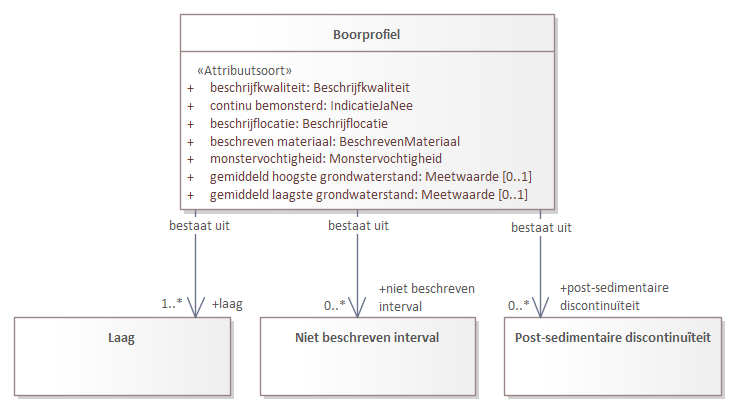 Boorprofiel
«Attribuutsoort»
+ beschrijfkwaliteit: Beschrijfkwaliteit
+ continu bemonsterd: IndicatieJaNee
+ beschrijflocatie: Beschrijflocatie
+ beschreven materiaal: BeschrevenMateriaal
+ monstervochtigheid: Monstervochtigheid
+ gemiddeld hoogste grondwaterstand: Meetwaarde [0..1]
+ gemiddeld laagste grondwaterstand: Meetwaarde [0..1]
bestaat uit
1..*
+laag
Laag
bestaat uit
0..*
+niet beschreven
interval
Niet beschreven interval
bestaat uit
0..*
+post-sedimentaire
discontinuïteit
Post-sedimentaire discontinuïteit